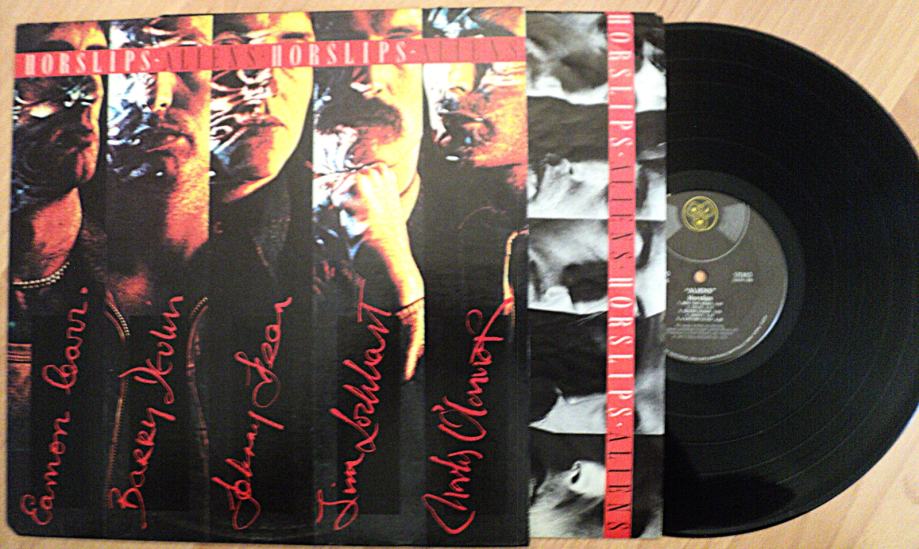 HORSLIPS·ALIENS·HORSLIPS·ALIENS
Eamon Carr.
Barry Devlin
Johnny Fean
Jim Lockhart
Charles O'Connor
HORSLIPS·ALIENS·HORSLIPS·ALIENS
STEREO
"ALIENS"
Horslips